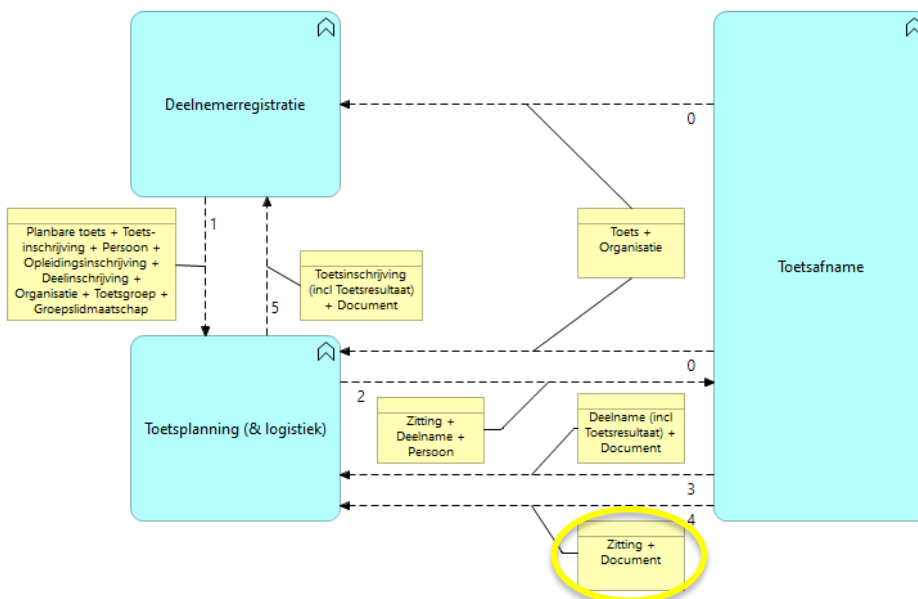 Deelnemerregistratie
0
1
Planbare toets + Toets-
inschrijving + Persoon +
Opleidingsinschrijving +
Deelinschrijving +
Organisatie + Toetsgroep +
Groepslidmaatschap
Toetsinschrijving
(incl Toetsresultaat)
+ Document
5
Toets +
Organisatie
Toetsafname
Toetsplanning (& logistiek)
0
2
Zitting +
Deelname +
Persoon
Deelname (incl
Toetsresultaat) +
Document
3
4
Zitting +
Document